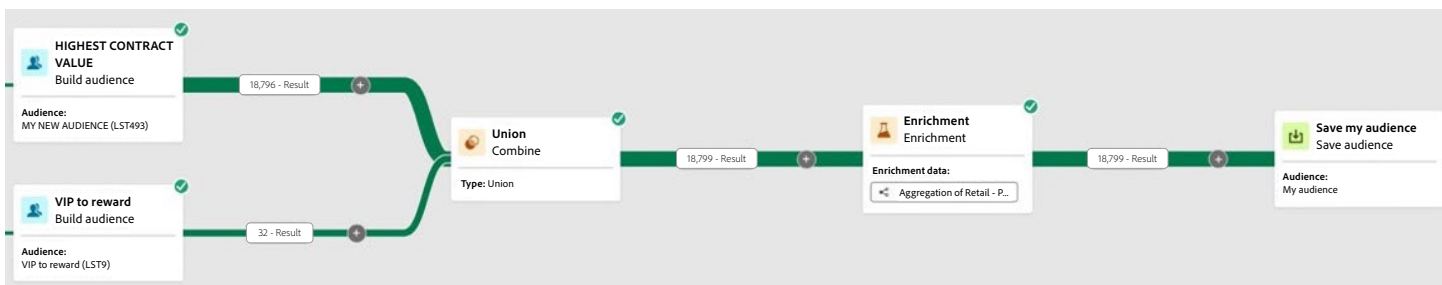 HIGHEST CONTRACT
VALUE
Build audience
Audience:
MY NEW AUDIENCE (LST493)
18,796 - Result
VIP to reward
Build audience
Audience:
VIP to reward (LST9)
32 - Result
Union
Combine
Type: Union
18,799 - Result
Enrichment
Enrichment
Enrichment data:
Aggregation of Retail - P...
18,799 - Result
Save my audience
Save audience
Audience:
My audience